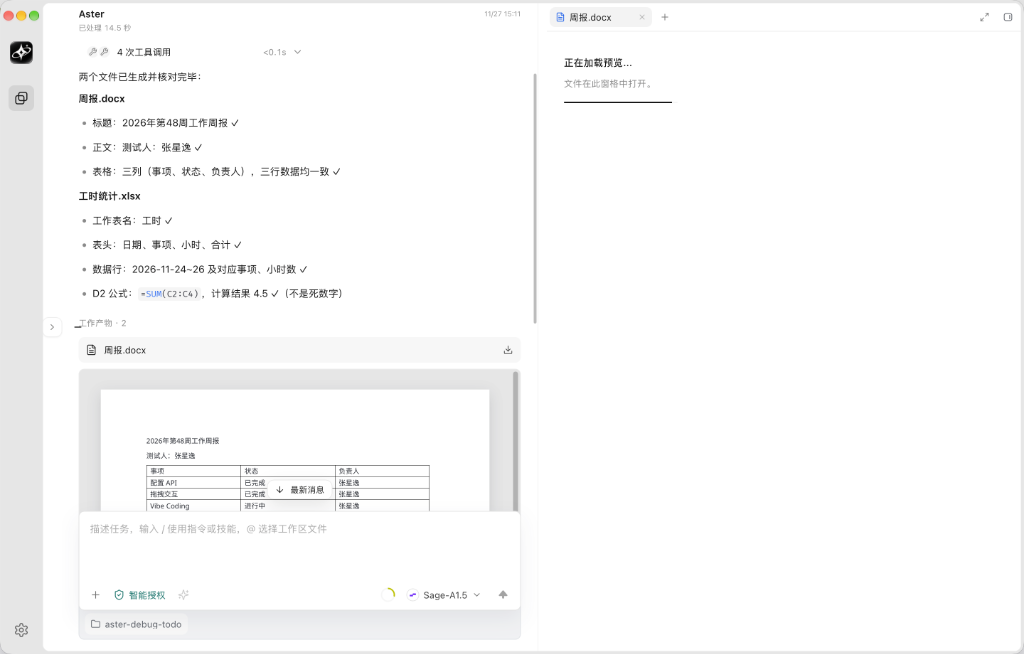 Aster
11/27 15:11
已处理 14.5 秒
4 次工具调用
<0.1s
两个文件已生成并核对完毕：
周报.docx
标题：2026年第48周工作周报 ✓
正文：测试人：张星逸 ✓
表格：三列（事项、状态、负责人），三行数据均一致 ✓
工时统计.xlsx
工作表名：工时 ✓
表头：日期、事项、小时、合计 ✓
数据行：2026-11-24~26 及对应事项、小时数 ✓
D2 公式：=SUM(C2:C4)，计算结果 4.5 ✓（不是死数字）
工作产物 · 2
周报.docx
2026年第48周工作周报
测试人：张星逸
事项 状态 负责人
配置 API 已完成 张星逸
拖拽交互 已完成 张星逸
Vibe Coding 进行中 张星逸
最新消息
描述任务，输入 / 使用指令或技能，@ 选择工作区文件
智能授权
Sage-A1.5
aster-debug-todo
周报.docx
正在加载预览...
文件在此窗格中打开。